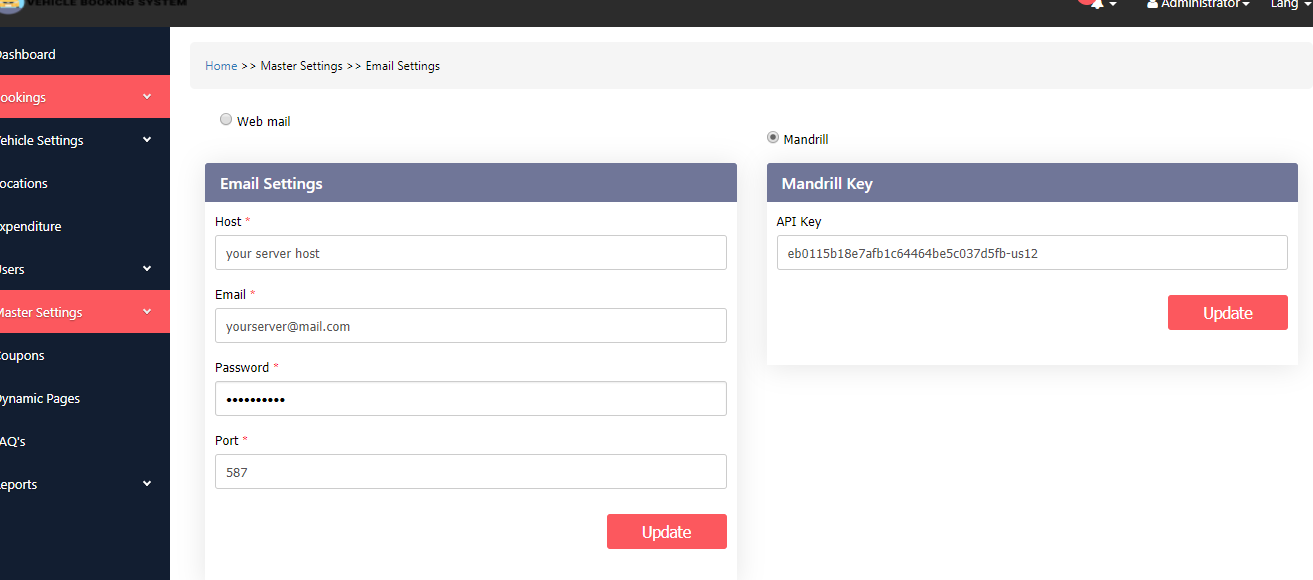 VEHICLE BOOKING SYSTEM
Administrator
Lang
ashboard
ookings
ehicle Settings
ocations
xpenditure
sers
Master Settings
oupons
ynamic Pages
AQ's
eports
Home >> Master Settings >> Email Settings
Web mail
Mandrill
Email Settings
Host *
your server host
Email *
yourserver@mail.com
Password *
••••••••••
Port *
587
Update
Mandrill Key
API Key
eb0115b18e7afb1c64464be5c037d5fb-us12
Update